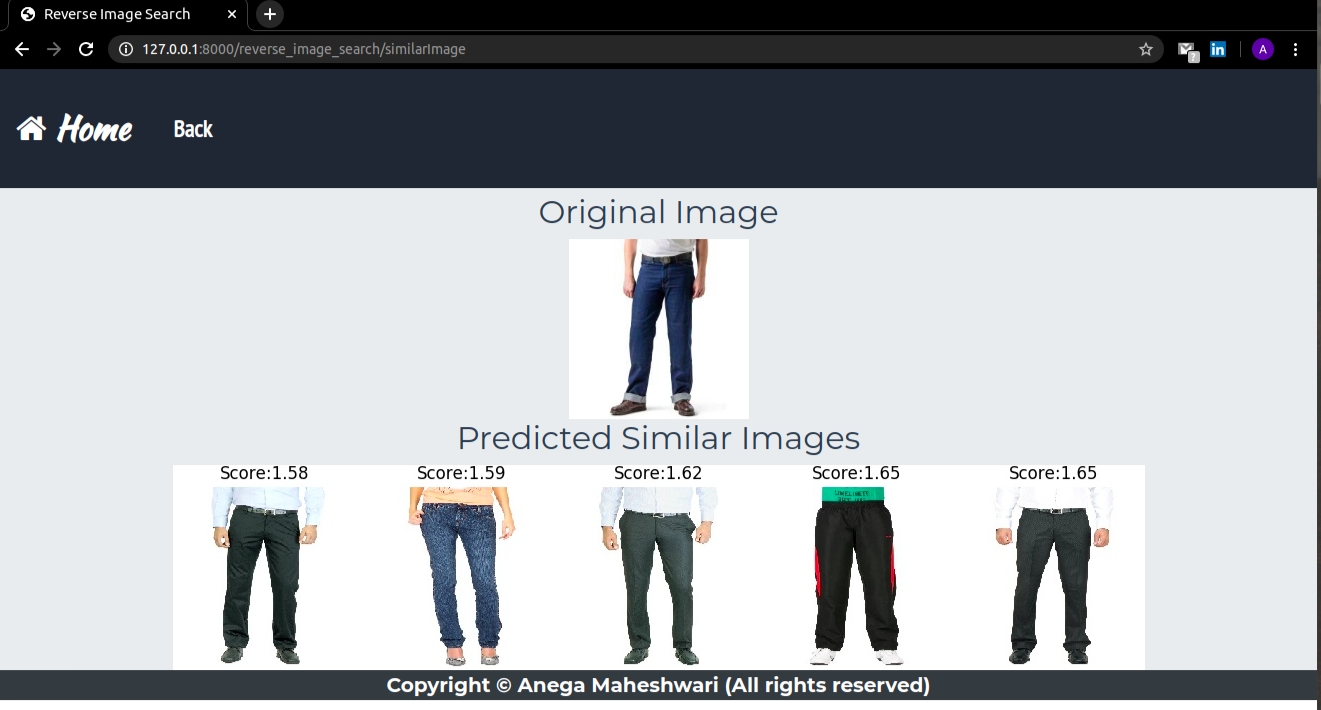 Reverse Image Search
127.0.0.1:8000/reverse_image_search/similarImage
in
A
Home Back
Original Image
Predicted Similar Images
Score:1.58 Score:1.59 Score:1.62 Score:1.65 Score:1.65
Copyright © Anega Maheshwari (All rights reserved)